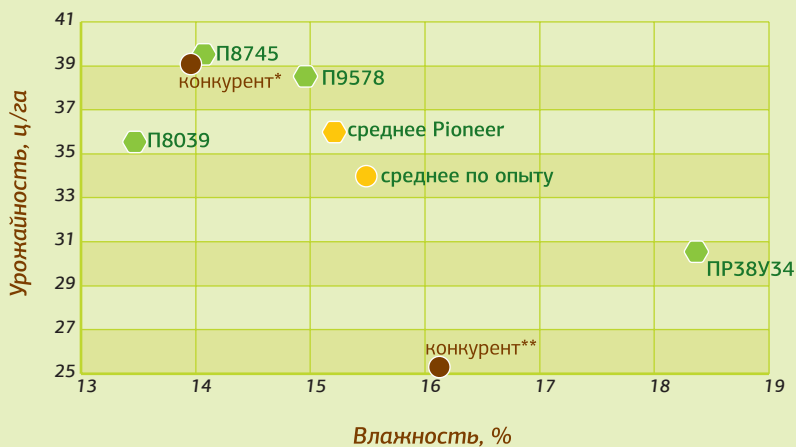 Урожайность, ц/га
41
39
37
35
33
31
29
27
25
П8745
конкурент*
П9578
среднее Pioneer
П8039
среднее по опыту
ПР38У34
конкурент**
13
14
15
16
17
18
19
Влажность, %